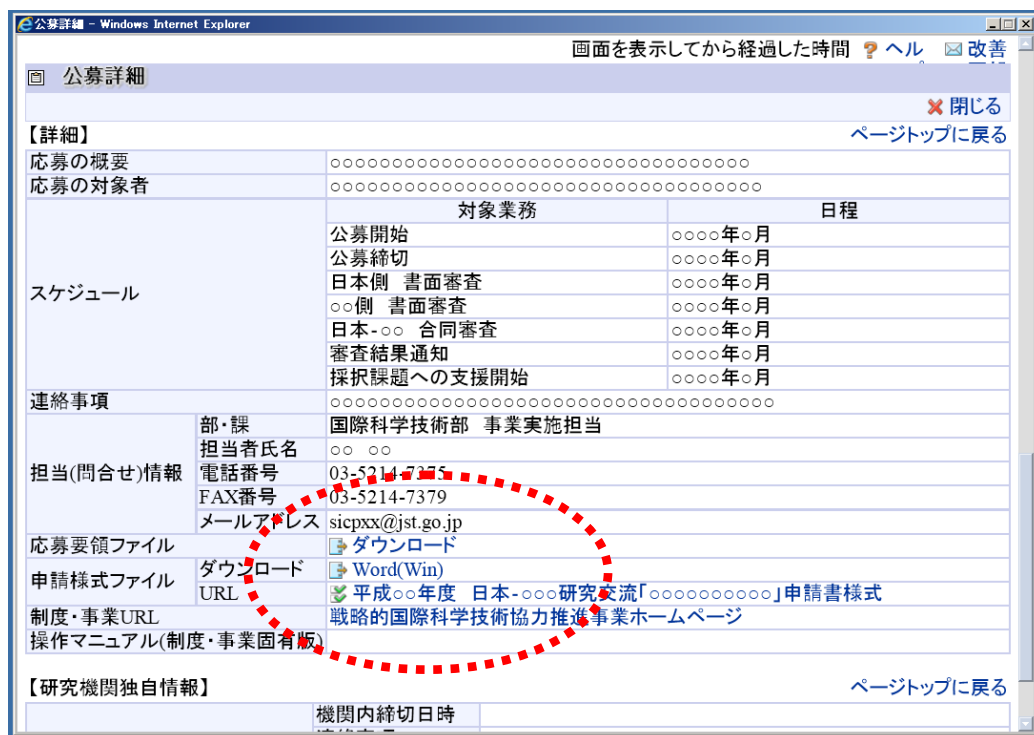 公募詳細 - Windows Internet Explorer
画面を表示してから経過した時間 ヘル 改善
公募詳細
閉じる
【詳細】 ページトップに戻る
応募の概要 ○○○○○○○○○○○○○○○○○○○○○○○○○○○○○○○○○○
応募の対象者 ○○○○○○○○○○○○○○○○○○○○○○○○○○○○○○○○○○○
対象業務 日程
公募開始 ○○○○年○月
公募締切 ○○○○年○月
日本側 書面審査 ○○○○年○月
スケジュール
○○側 書面審査 ○○○○年○月
日本-○○ 合同審査 ○○○○年○月
審査結果通知 ○○○○年○月
採択課題への支援開始 ○○○○年○月
連絡事項 ○○○○○○○○○○○○○○○○○○○○○○○○○○○○○○○○○○○○
部・課 国際科学技術部 事業実施担当
担当者氏名 ○○ ○○
担当(問合せ)情報 電話番号 03-5214-7375
FAX番号 03-5214-7379
メールアドレス sicpxx@jst.go.jp
応募要領ファイル ダウンロード
申請様式ファイル ダウンロード Word(Win)
URL 平成○○年度 日本-○○○研究交流「○○○○○○○○○○」申請書様式
制度・事業URL 戦略的国際科学技術協力推進事業ホームページ
操作マニュアル(制度・事業固有版)
【研究機関独自情報】 ページトップに戻る
機関内締切日時